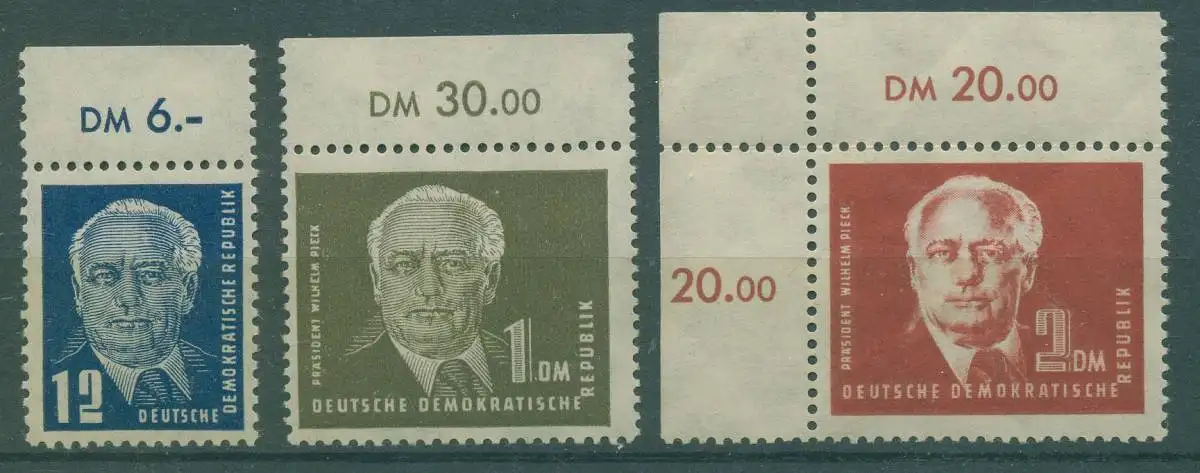 DM 6.-
12
DEUTSCHE
DEMOKRATISCHE REPUBLIK
DM 30.00
PRÄSIDENT WILHELM PIECK
1.DM
DEUTSCHE DEMOKRATISCHE
REPUBLIK
DM 20.00
20.00
PRÄSIDENT WILHELM PIECK
2DM
DEUTSCHE DEMOKRATISCHE
REPUBLIK